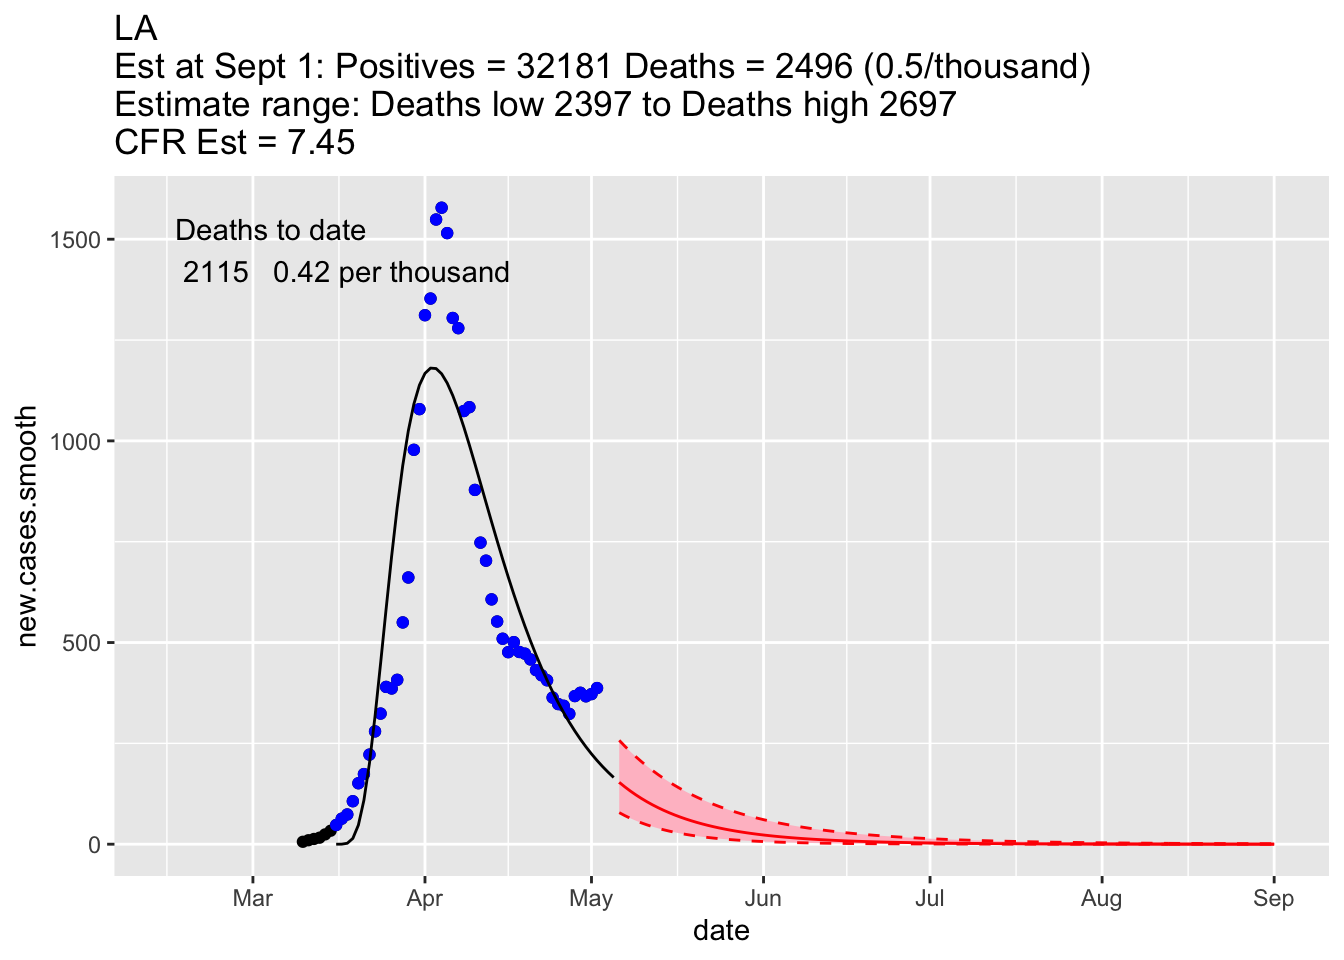 LA
Est at Sept 1: Positives = 32181 Deaths = 2496 (0.5/thousand)
Estimate range: Deaths low 2397 to Deaths high 2697
CFR Est = 7.45
Deaths to date
2115 0.42 per thousand
new.cases.smooth
1500
1000
500
0
Mar Apr May Jun Jul Aug Sep
date